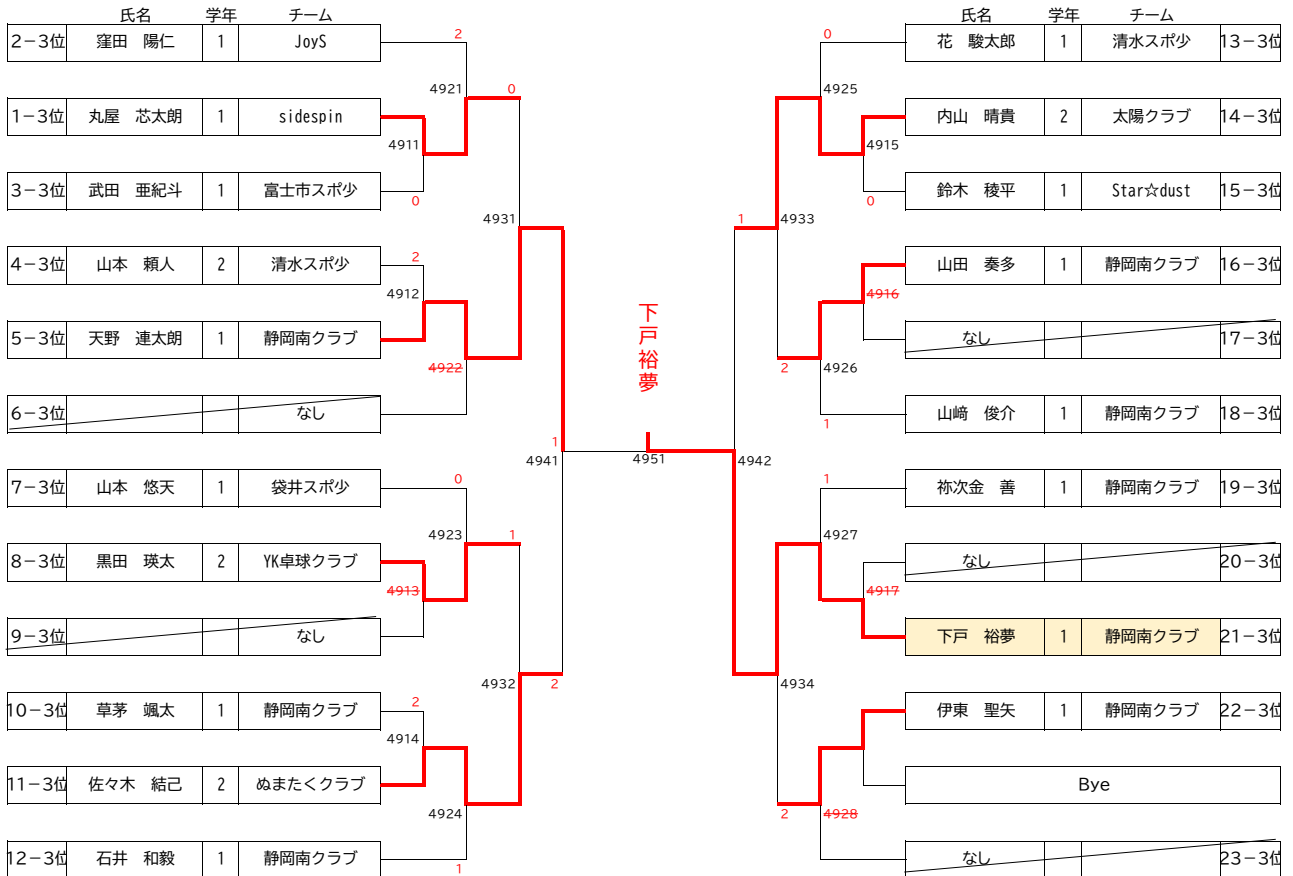 氏名 学年 チーム 氏名 学年 チーム
2-3位 窪田 陽仁 1 JoyS 2 0 花 駿太郎 1 清水スポ少 13-3位
4921 0 4925
1-3位 丸屋 芯太朗 1 sidespin 内山 晴貴 2 太陽クラブ 14-3位
4911 4915
3-3位 武田 亜紀斗 1 富士市スポ少 0 0 鈴木 稜平 1 Star☆dust 15-3位
4931 1 4933
4-3位 山本 頼人 2 清水スポ少 2 山田 奏多 1 静岡南クラブ 16-3位
4912 4916
下戸裕夢
5-3位 天野 連太朗 1 静岡南クラブ なし 17-3位
4922 2 4926
6-3位 なし 山﨑 俊介 1 静岡南クラブ 18-3位
1
1
4941 4951 4942
7-3位 山本 悠天 1 袋井スポ少 0 1 祢次金 善 1 静岡南クラブ 19-3位
4923 1 4927
8-3位 黒田 瑛太 2 YK卓球クラブ なし 20-3位
4913 4917
9-3位 なし 下戸 裕夢 1 静岡南クラブ 21-3位
4932 2 4934
10-3位 草茅 颯太 1 静岡南クラブ 2 伊東 聖矢 1 静岡南クラブ 22-3位
4914
11-3位 佐々木 結己 2 ぬまたくクラブ Bye
4924 2 4928
12-3位 石井 和毅 1 静岡南クラブ 1 なし 23-3位